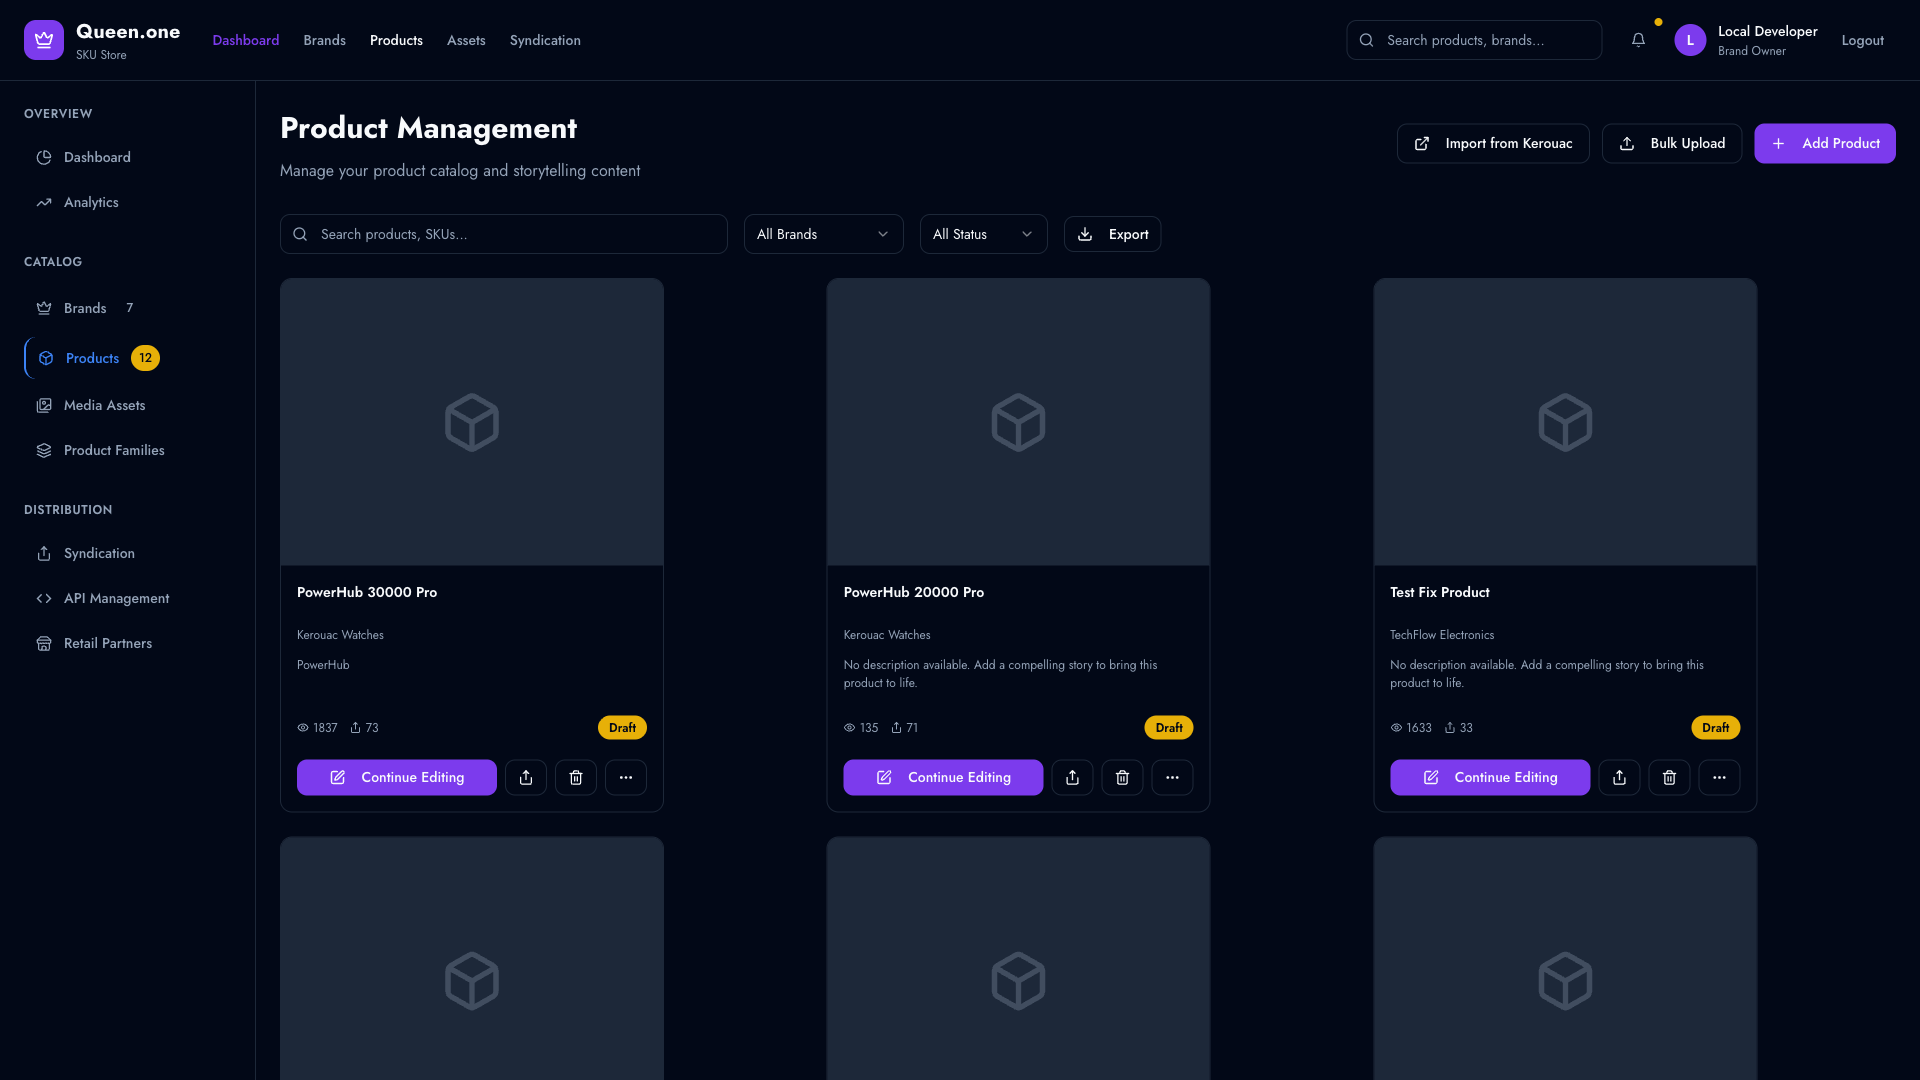 Queen.one
SKU Store
Dashboard
Brands
Products
Assets
Syndication
Search products, brands...
L
Local Developer
Brand Owner
Logout
OVERVIEW
Dashboard
Analytics
CATALOG
Brands 7
Products 12
Media Assets
Product Families
DISTRIBUTION
Syndication
API Management
Retail Partners
Product Management
Manage your product catalog and storytelling content
Import from Kerouac
Bulk Upload
Add Product
Search products, SKUs...
All Brands
All Status
Export
PowerHub 30000 Pro
Kerouac Watches
PowerHub
1837 73
Draft
Continue Editing
PowerHub 20000 Pro
Kerouac Watches
No description available. Add a compelling story to bring this
product to life.
135 71
Draft
Continue Editing
Test Fix Product
TechFlow Electronics
No description available. Add a compelling story to bring this
product to life.
1633 33
Draft
Continue Editing